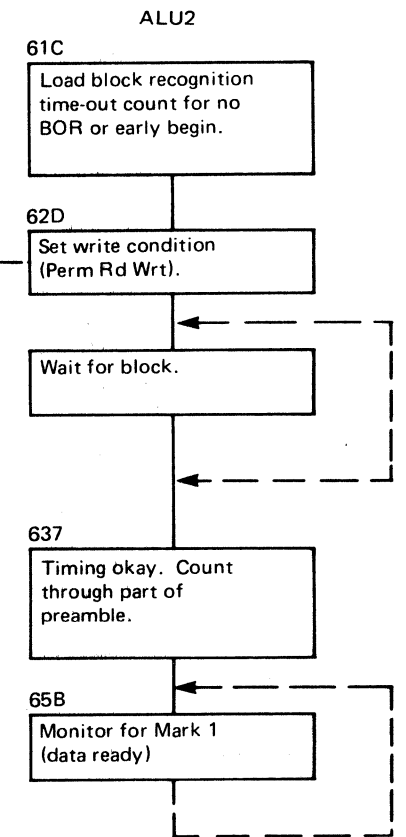 ALU2
61C
Load block recognition
time-out count for no
BOR or early begin.
62D
Set write condition
(Perm Rd Wrt).
Wait for block.
637
Timing okay. Count
through part of
preamble.
65B
Monitor for Mark 1
(data ready)